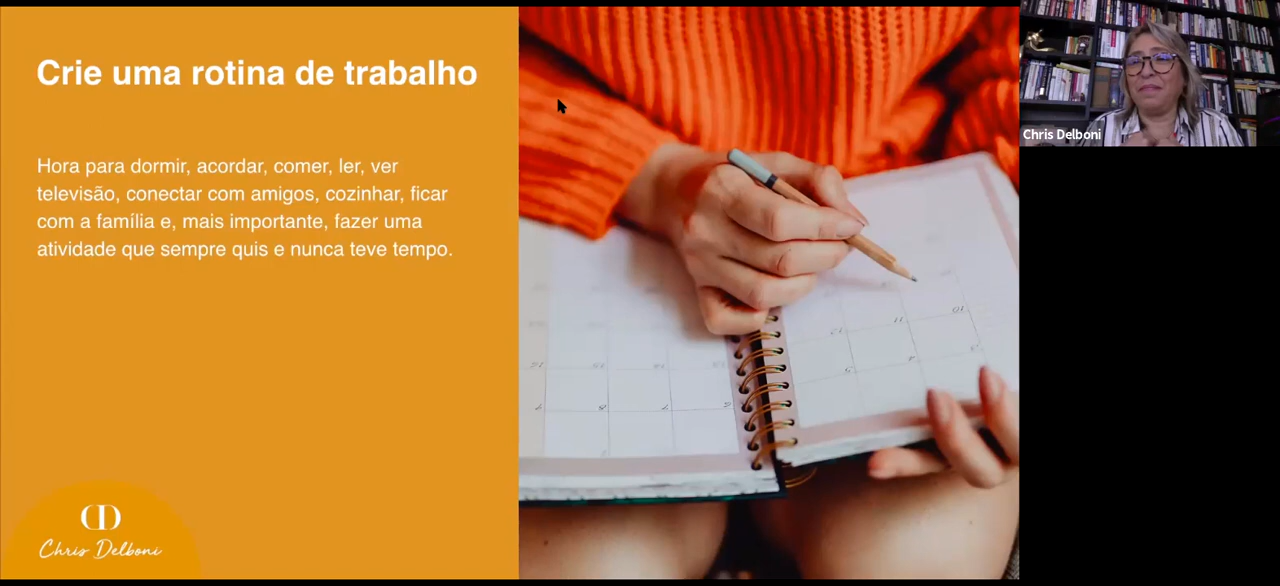 Crie uma rotina de trabalho
Hora para dormir, acordar, comer, ler, ver
televisão, conectar com amigos, cozinhar, ficar
com a família e, mais importante, fazer uma
atividade que sempre quis e nunca teve tempo.
CD
Chris Delboni
Chris Delboni